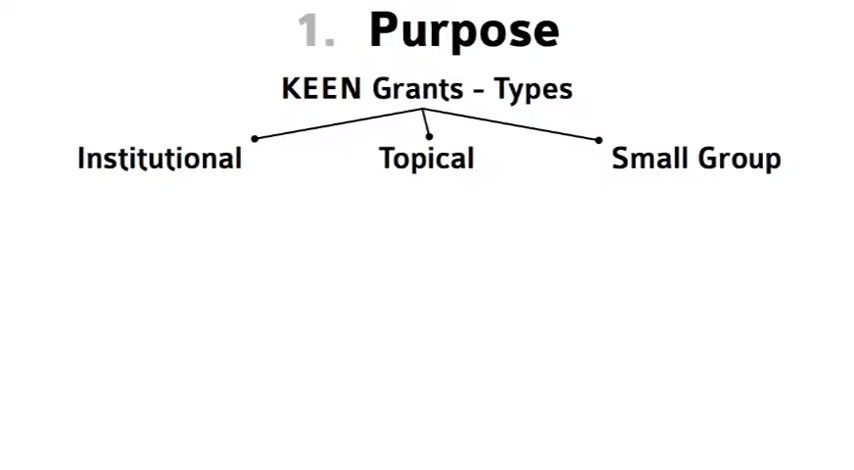 1. Purpose
KEEN Grants - Types
Institutional Topical Small Group